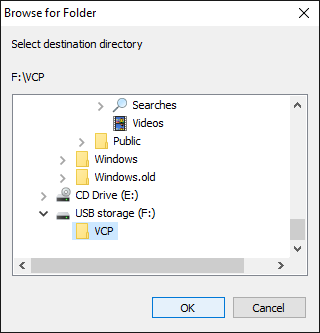 Browse for Folder
Select destination directory
F:\VCP
Searches
Videos
Public
Windows
Windows.old
CD Drive (E:)
USB storage (F:)
VCP
OK
Cancel